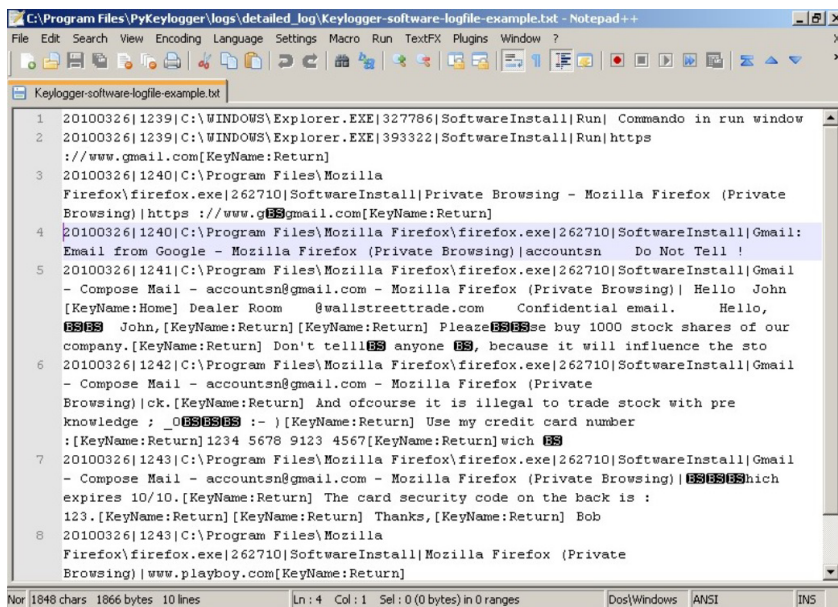 C:\Program Files\PyKeylogger\logs\detailed_log\Keylogger-software-logfile-example.txt - Notepad++
File Edit Search View Encoding Language Settings Macro Run TextFX Plugins Window ?
Keylogger-software-logfile-example.txt
1 20100326|1239|C:\WINDOWS\Explorer.EXE|327786|SoftwareInstall|Run| Commando in run window
2 20100326|1239|C:\WINDOWS\Explorer.EXE|393322|SoftwareInstall|Run|https
://www.gmail.com[KeyName:Return]
3 20100326|1240|C:\Program Files\Mozilla
Firefox\firefox.exe|262710|SoftwareInstall|Private Browsing - Mozilla Firefox (Private
Browsing)|https ://www.gBSgmail.com[KeyName:Return]
4 20100326|1240|C:\Program Files\Mozilla Firefox\firefox.exe|262710|SoftwareInstall|Gmail:
Email from Google - Mozilla Firefox (Private Browsing)|accountsn Do Not Tell !
5 20100326|1241|C:\Program Files\Mozilla Firefox\firefox.exe|262710|SoftwareInstall|Gmail
- Compose Mail - accountsn@gmail.com - Mozilla Firefox (Private Browsing)| Hello John
[KeyName:Home] Dealer Room @wallstreettrade.com Confidential email. Hello,
BSBS John,[KeyName:Return][KeyName:Return] PleazeBSBSse buy 1000 stock shares of our
company.[KeyName:Return] Don't telllBS anyone BS, because it will influence the sto
6 20100326|1242|C:\Program Files\Mozilla Firefox\firefox.exe|262710|SoftwareInstall|Gmail
- Compose Mail - accountsn@gmail.com - Mozilla Firefox (Private
Browsing)|ck.[KeyName:Return] And ofcourse it is illegal to trade stock with pre
knowledge ; _OBSBSBSBS :- )[KeyName:Return] Use my credit card number
:[KeyName:Return]1234 5678 9123 4567[KeyName:Return]wich BS
7 20100326|1243|C:\Program Files\Mozilla Firefox\firefox.exe|262710|SoftwareInstall|Gmail
- Compose Mail - accountsn@gmail.com - Mozilla Firefox (Private Browsing)|BSBSBShich
expires 10/10.[KeyName:Return] The card security code on the back is :
123.[KeyName:Return][KeyName:Return] Thanks,[KeyName:Return] Bob
8 20100326|1243|C:\Program Files\Mozilla
Firefox\firefox.exe|262710|SoftwareInstall|Mozilla Firefox (Private
Browsing)|www.playboy.com[KeyName:Return]
Nor 1848 chars 1866 bytes 10 lines Ln : 4 Col : 1 Sel : 0 (0 bytes) in 0 ranges Dos\Windows ANSI INS